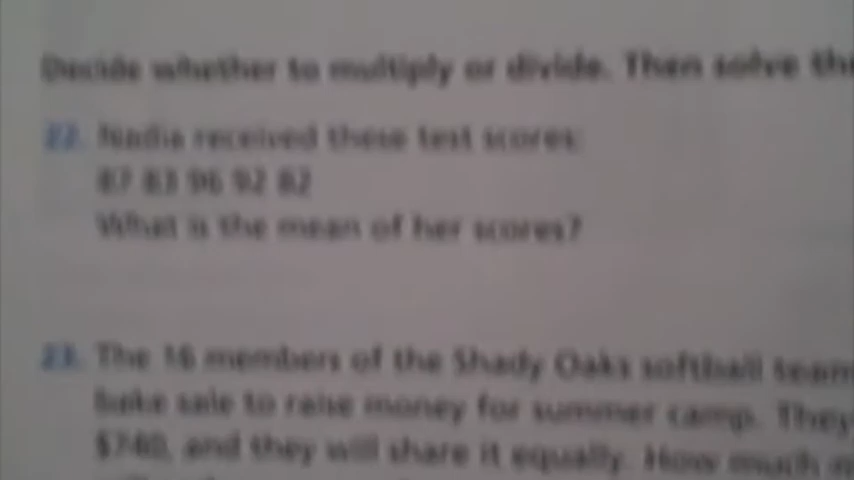 Decide whether to multiply or divide. Then solve the
22. Nadia received these test scores:
87 83 96 92 82
What is the mean of her scores?
23. The 16 members of the Shady Oaks softball team
bake sale to raise money for summer camp. They
$740, and they will share it equally. How much